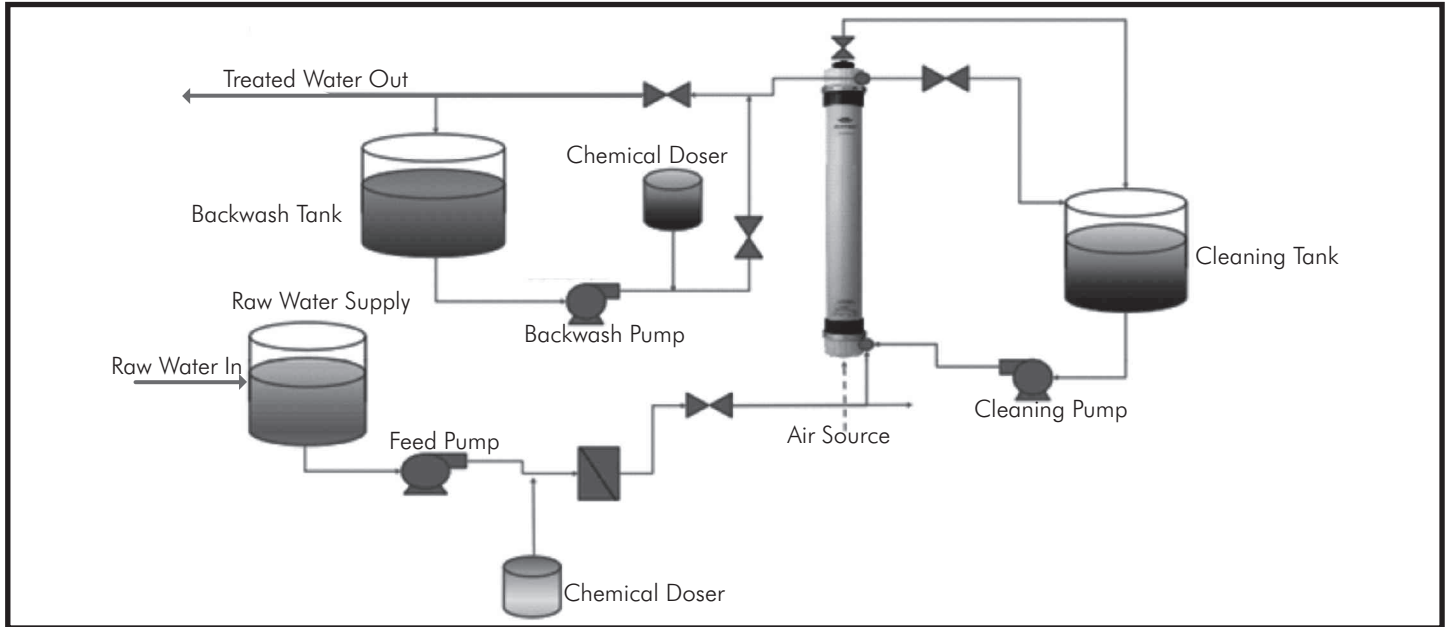 Treated Water Out
Chemical Doser
Backwash Tank
Cleaning Tank
Raw Water Supply
Backwash Pump
Raw Water In
Cleaning Pump
Feed Pump
Air Source
Chemical Doser